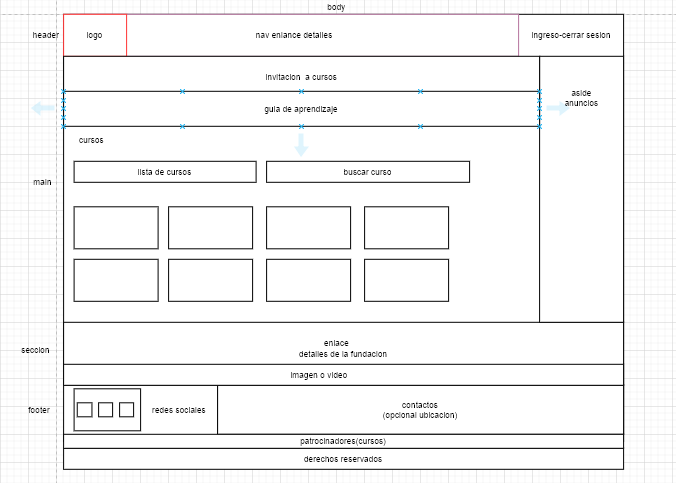 body
header
logo
nav enlance detalles
ingreso-cerrar sesion
invitacion a cursos
aside
anuncios
guia de aprendizaje
cursos
lista de cursos
buscar curso
main
seccion
enlace
detalles de la fundacion
imagen o video
footer
redes sociales
contactos
(opcional ubicacion)
patrocinadores(cursos)
derechos reservados